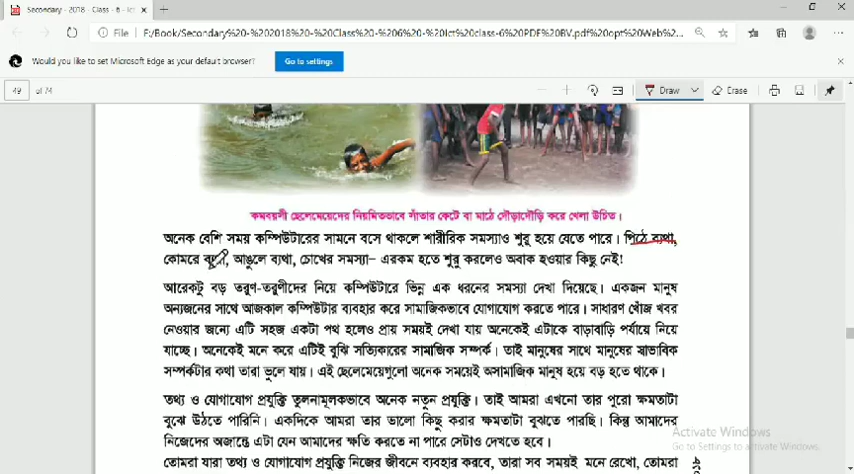 Secondary - 2018 - Class - 6 - Ict
File
F:/Book/Secondary%20-%202018%20-%20Class%20-%206%20-%20Ict%20class-6%20PDF%20BV.pdf%20opt%20Web%2...
Would you like to set Microsoft Edge as your default browser?
Go to settings
49 of 74
Draw
Erase
কমবয়সী ছেলেমেয়েদের নিয়মিতভাবে সাঁতার কেটে বা মাঠে দৌড়াদৌড়ি করে খেলা উচিত।
অনেক বেশি সময় কম্পিউটারের সামনে বসে থাকলে শারীরিক সমস্যাও শুরু হয়ে যেতে পারে। পিঠে ব্যথা,
কোমরে ব্যথা, আঙুলে ব্যথা, চোখের সমস্যা– এরকম হতে শুরু করলেও অবাক হওয়ার কিছু নেই!
আরেকটু বড় তরুণ-তরুণীদের নিয়ে কম্পিউটারে ভিন্ন এক ধরনের সমস্যা দেখা দিয়েছে। একজন মানুষ
অন্যজনের সাথে আজকাল কম্পিউটার ব্যবহার করে সামাজিকভাবে যোগাযোগ করতে পারে। সাধারণ খোঁজ খবর
নেওয়ার জন্যে এটি সহজ একটা পথ হলেও প্রায় সময়ই দেখা যায় অনেকেই এটাকে বাড়াবাড়ি পর্যায়ে নিয়ে
যাচ্ছে। অনেকেই মনে করে এটিই বুঝি সত্যিকারের সামাজিক সম্পর্ক। তাই মানুষের সাথে মানুষের স্বাভাবিক
সম্পর্কটার কথা তারা ভুলে যায়। এই ছেলেমেয়েগুলো অনেক সময়েই অসামাজিক মানুষ হয়ে বড় হতে থাকে।
তথ্য ও যোগাযোগ প্রযুক্তি তুলনামূলকভাবে অনেক নতুন প্রযুক্তি। তাই আমরা এখনো তার পুরো ক্ষমতাটা
বুঝে উঠতে পারিনি। একদিকে আমরা তার ভালো কিছু করার ক্ষমতাটা বুঝতে পারছি। কিন্তু আমাদের
নিজেদের অজান্তে এটা যেন আমাদের ক্ষতি করতে না পারে সেটাও দেখতে হবে।
তোমরা যারা তথ্য ও যোগাযোগ প্রযুক্তি নিজের জীবনে ব্যবহার করবে, তারা সব সময়ই মনে রেখো, তোমরা
Activate Windows
Go to Settings to activate Windows.